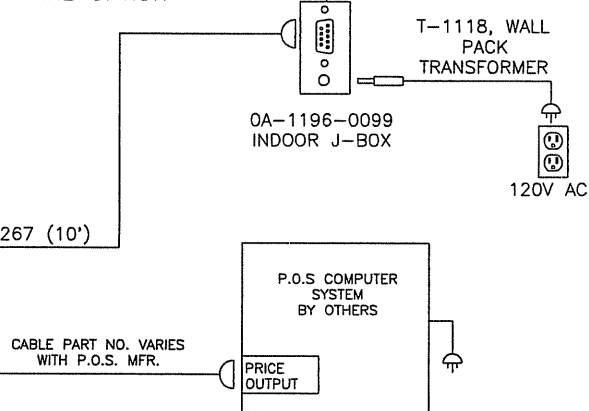 T-1118, WALL
PACK
TRANSFORMER
0A-1196-0099
INDOOR J-BOX
120V AC
267 (10')
P.O.S COMPUTER
SYSTEM
BY OTHERS
CABLE PART NO. VARIES
WITH P.O.S. MFR.
PRICE
OUTPUT